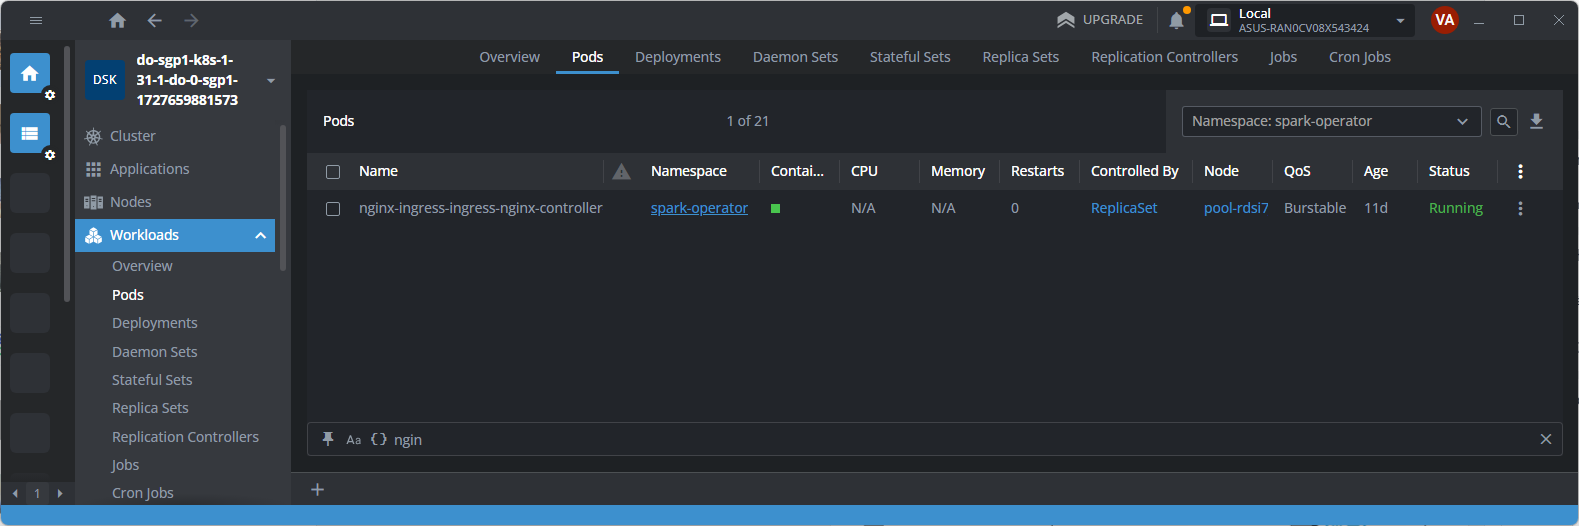 UPGRADE
Local
ASUS-RAN0CV08X543424
VA
DSK
do-sgp1-k8s-1-
31-1-do-0-sgp1-
1727659881573
Cluster
Applications
Nodes
Workloads
Overview
Pods
Deployments
Daemon Sets
Stateful Sets
Replica Sets
Replication Controllers
Jobs
Cron Jobs
1
Overview Pods Deployments Daemon Sets Stateful Sets Replica Sets Replication Controllers Jobs Cron Jobs
Pods 1 of 21 Namespace: spark-operator
Name Namespace Contai... CPU Memory Restarts Controlled By Node QoS Age Status
nginx-ingress-ingress-nginx-controller spark-operator N/A N/A 0 ReplicaSet pool-rdsi7 Burstable 11d Running
Aa {} ngin